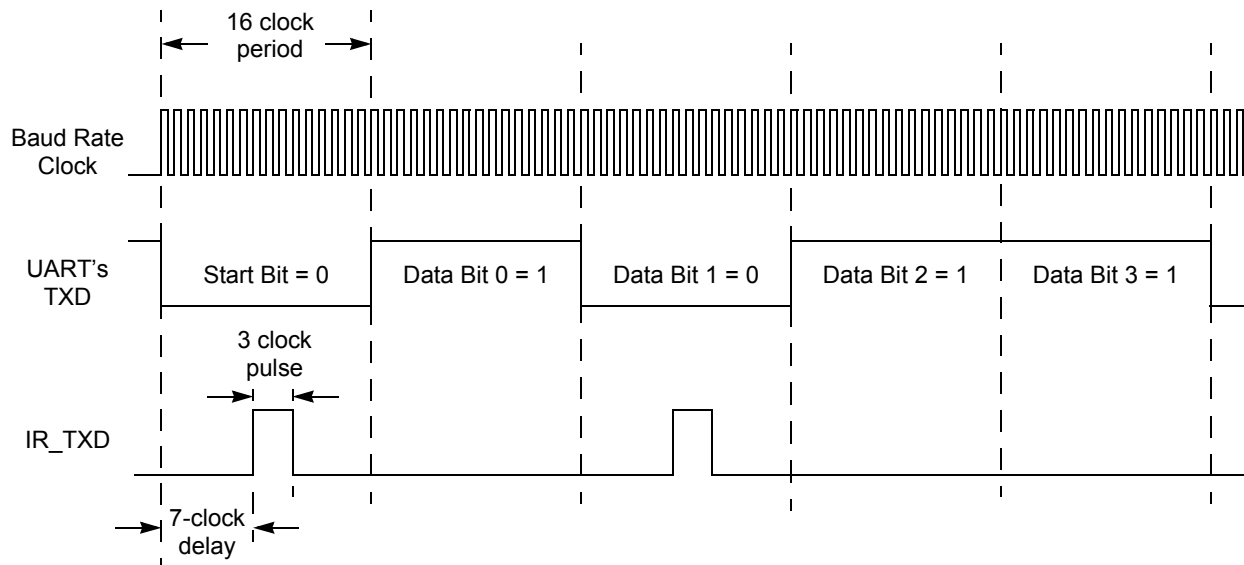 16 clock
period
Baud Rate
Clock
UART's
TXD
Start Bit = 0
Data Bit 0 = 1
Data Bit 1 = 0
Data Bit 2 = 1
Data Bit 3 = 1
3 clock
pulse
IR_TXD
7-clock
delay